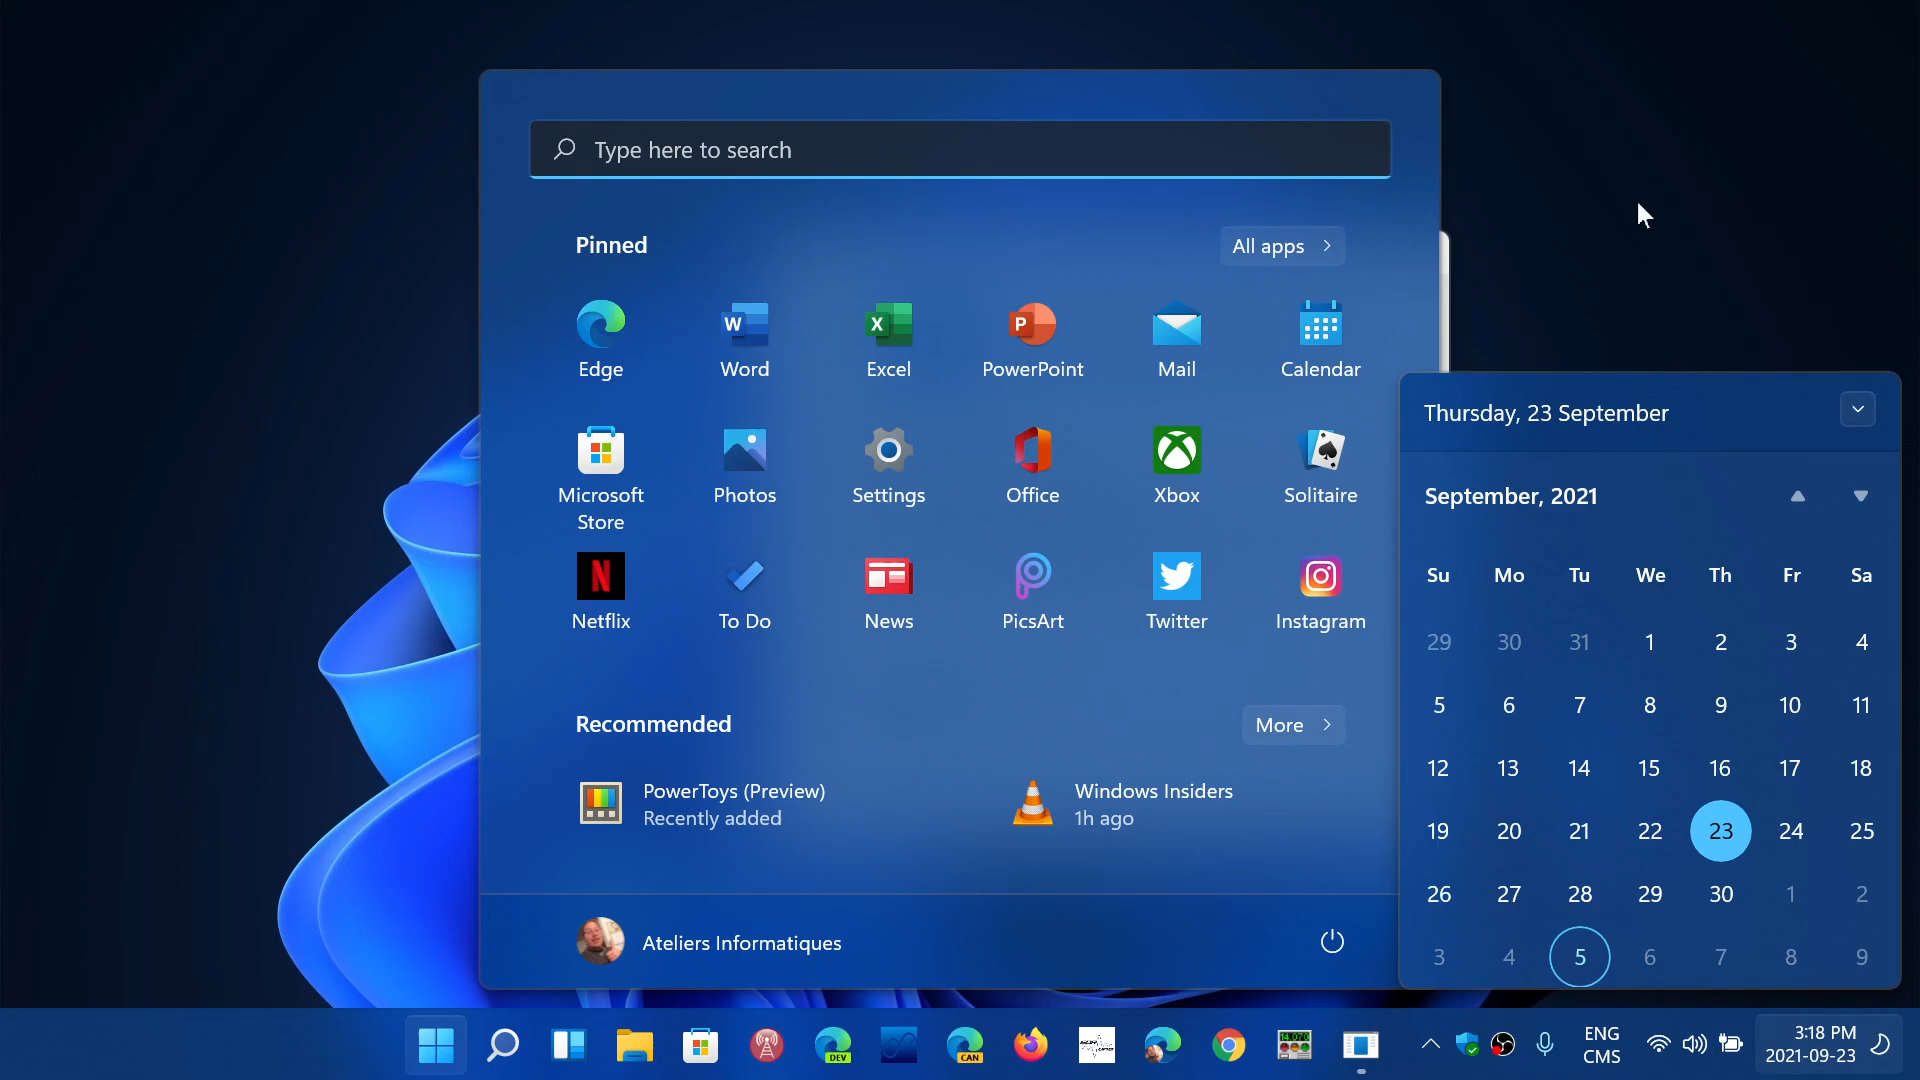 Type here to search
Pinned
All apps
Edge
Word
Excel
PowerPoint
Mail
Calendar
Microsoft Store
Photos
Settings
Office
Xbox
Solitaire
Netflix
To Do
News
PicsArt
Twitter
Instagram
Recommended
More
PowerToys (Preview)
Recently added
Windows Insiders
1h ago
Ateliers Informatiques
Thursday, 23 September
September, 2021
Su Mo Tu We Th Fr Sa
29 30 31 1 2 3 4
5 6 7 8 9 10 11
12 13 14 15 16 17 18
19 20 21 22 23 24 25
26 27 28 29 30 1 2
3 4 5 6 7 8 9
DEV
CAN
ENG
CMS
3:18 PM
2021-09-23